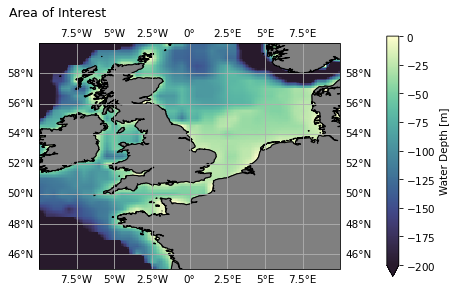 Area of Interest
7.5°W 5°W 2.5°W 0° 2.5°E 5°E 7.5°E
58°N 58°N
56°N 56°N
54°N 54°N
52°N 52°N
50°N 50°N
48°N 48°N
46°N 46°N
7.5°W 5°W 2.5°W 0° 2.5°E 5°E 7.5°E
0
−25
−50
−75
−100
−125
−150
−175
−200
Water Depth [m]